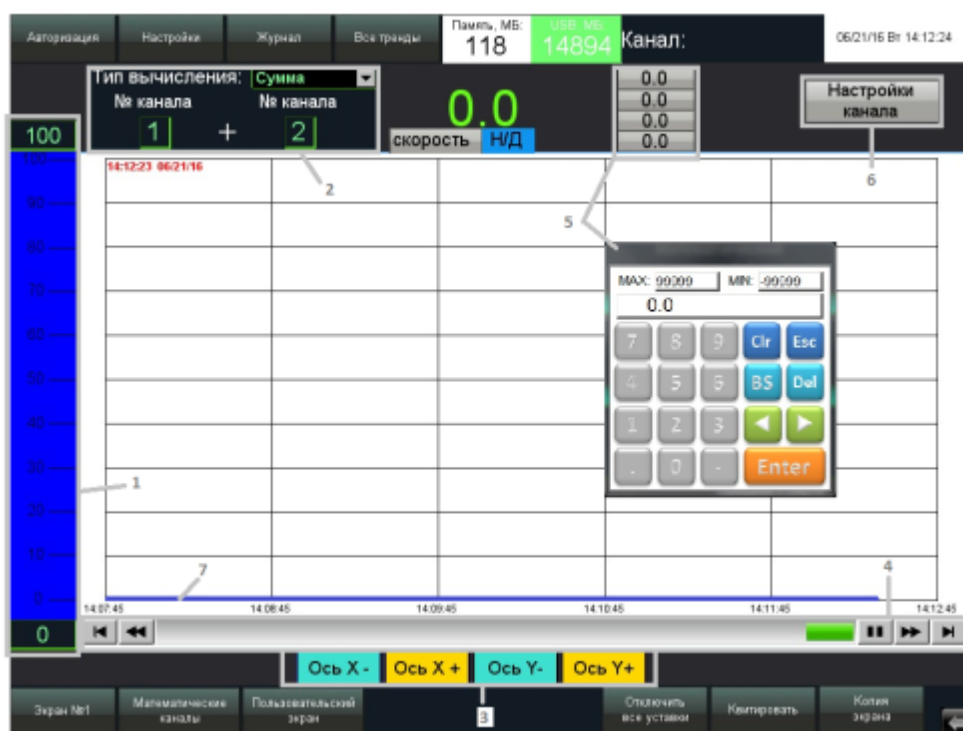 Авторизация Настройки Журнал Все тренды Память, МБ: 118 USB МБ 14894 Канал: 06/21/16 Вт 14:12:24
Тип вычисления: Сумма
№ канала № канала
1 + 2
0.0
скорость Н/Д
0.0
0.0
0.0
0.0
Настройки канала
6
2
5
100
14:12:23 06/21/16
100
90
80
70
60
50
40
30
20
10
0
1
7
4
MAX: 99999 MIN: -99999
0.0
7 8 9 Clr Esc
4 5 6 BS Del
1 2 3
. 0 - Enter
14:07:45 14:08:45 14:09:45 14:10:45 14:11:45 14:12:45
0
Ось X - Ось X + Ось Y- Ось Y+
3
Экран №1 Математические каналы Пользовательский экран Отключить все уставки Квитировать Копия экрана